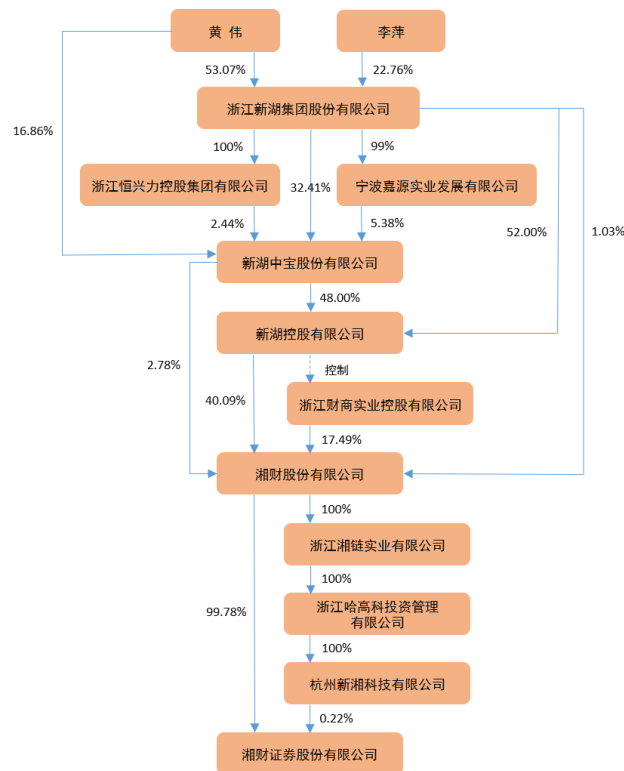 黄 伟
李萍
53.07%
22.76%
浙江新湖集团股份有限公司
16.86%
100%
99%
浙江恒兴力控股集团有限公司
32.41%
宁波嘉源实业发展有限公司
2.44%
5.38%
52.00%
1.03%
新湖中宝股份有限公司
48.00%
新湖控股有限公司
2.78%
控制
40.09%
浙江财商实业控股有限公司
17.49%
湘财股份有限公司
100%
浙江湘链实业有限公司
100%
99.78%
浙江哈高科投资管理
有限公司
100%
杭州新湘科技有限公司
0.22%
湘财证券股份有限公司